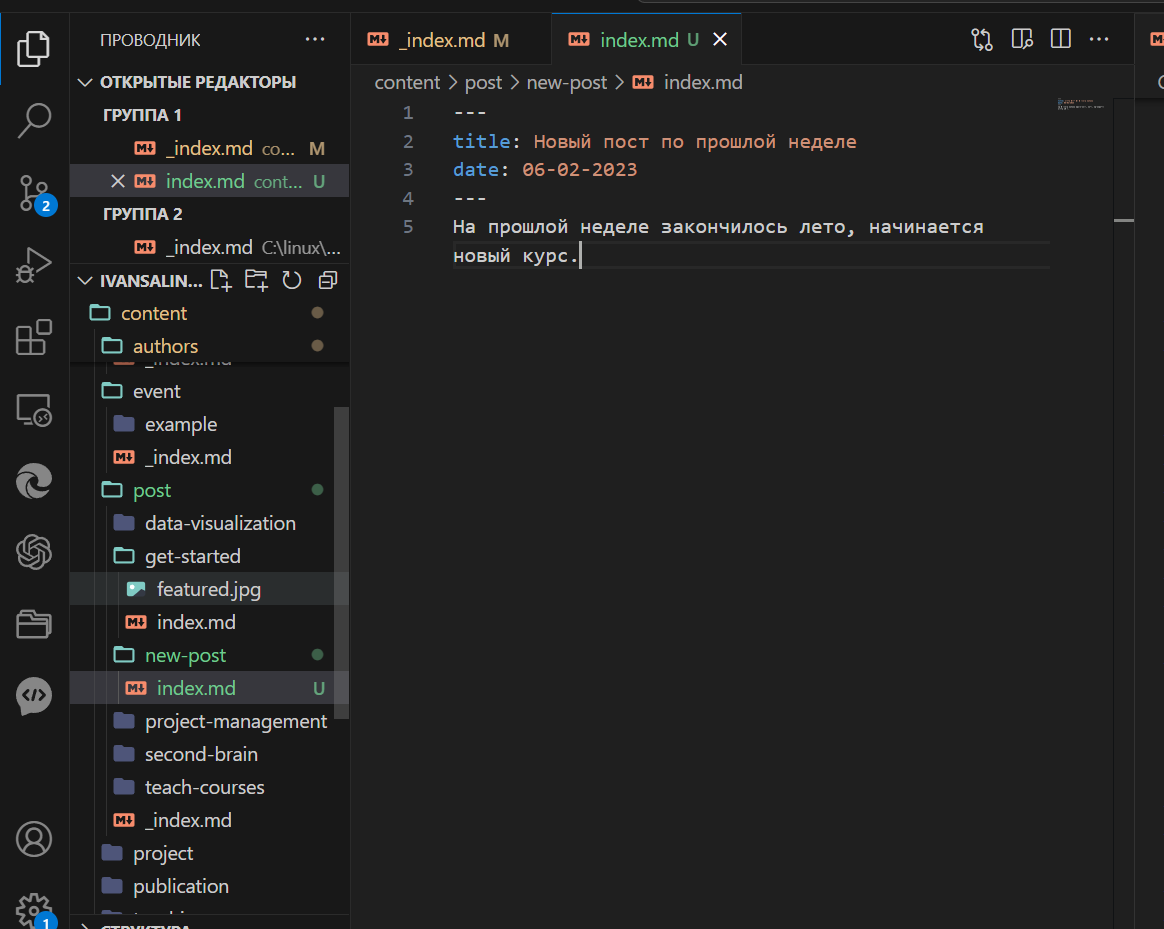 ПРОВОДНИК ···
ОТКРЫТЫЕ РЕДАКТОРЫ
ГРУППА 1
_index.md co... M
index.md cont... U
ГРУППА 2
_index.md C:\linux\...
IVANSALIN...
content
authors
_index.md
event
example
_index.md
post
data-visualization
get-started
featured.jpg
index.md
new-post
index.md U
project-management
second-brain
teach-courses
_index.md
project
publication
СТРУКТУРА
2
1
_index.md M
index.md U
content > post > new-post > index.md
1 ---
2 title: Новый пост по прошлой неделе
3 date: 06-02-2023
4 ---
5 На прошлой неделе закончилось лето, начинается
новый курс.